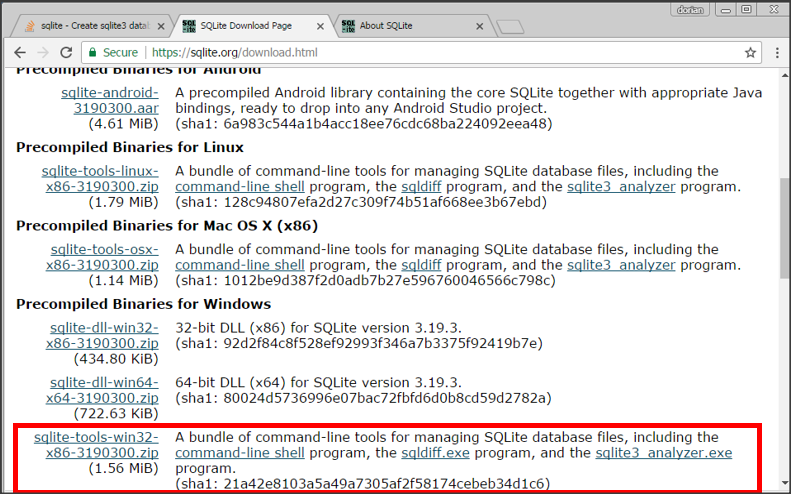 dorian
sqlite - Create sqlite3 datab
SQLite Download Page
About SQLite
Secure
https://sqlite.org/download.html
Precompiled Binaries for Android
sqlite-android-
3190300.aar
(4.61 MiB)
A precompiled Android library containing the core SQLite together with appropriate Java
bindings, ready to drop into any Android Studio project.
(sha1: 6a983c544a1b4acc18ee76cdc68ba224092eea48)
Precompiled Binaries for Linux
sqlite-tools-linux-
x86-3190300.zip
(1.79 MiB)
A bundle of command-line tools for managing SQLite database files, including the
command-line shell program, the sqldiff program, and the sqlite3_analyzer program.
(sha1: 128c94807efa2d27c309f74b51af668ee3b67ebd)
Precompiled Binaries for Mac OS X (x86)
sqlite-tools-osx-
x86-3190300.zip
(1.14 MiB)
A bundle of command-line tools for managing SQLite database files, including the
command-line shell program, the sqldiff program, and the sqlite3_analyzer program.
(sha1: 1012be9d387f2d0adb7b27e596760046566c798c)
Precompiled Binaries for Windows
sqlite-dll-win32-
x86-3190300.zip
(434.80 KiB)
32-bit DLL (x86) for SQLite version 3.19.3.
(sha1: 92d2f84c8f528ef92993f346a7b3375f92419b7e)
sqlite-dll-win64-
x64-3190300.zip
(722.63 KiB)
64-bit DLL (x64) for SQLite version 3.19.3.
(sha1: 80024d5736996e07bac72fbfd6d0b8cd59d2782a)
sqlite-tools-win32-
x86-3190300.zip
(1.56 MiB)
A bundle of command-line tools for managing SQLite database files, including the
command-line shell program, the sqldiff.exe program, and the sqlite3_analyzer.exe
program.
(sha1: 21a42e8103a5a49a7305af2f58174cebeb34d1c6)